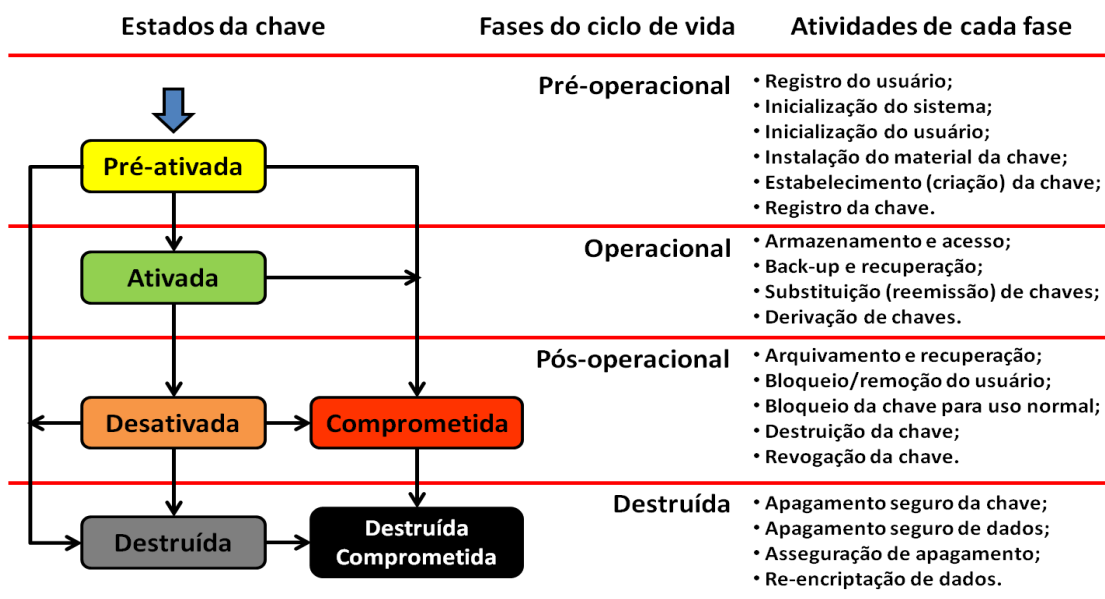 Estados da chave
Fases do ciclo de vida
Atividades de cada fase
Pré-operacional
• Registro do usuário;
• Inicialização do sistema;
• Inicialização do usuário;
• Instalação do material da chave;
• Estabelecimento (criação) da chave;
• Registro da chave.
Pré-ativada
Operacional
• Armazenamento e acesso;
• Back-up e recuperação;
• Substituição (reemissão) de chaves;
• Derivação de chaves.
Ativada
Pós-operacional
• Arquivamento e recuperação;
• Bloqueio/remoção do usuário;
• Bloqueio da chave para uso normal;
• Destruição da chave;
• Revogação da chave.
Desativada
Comprometida
Destruída
• Apagamento seguro da chave;
• Apagamento seguro de dados;
• Asseguração de apagamento;
• Re-encriptação de dados.
Destruída
Destruída
Comprometida